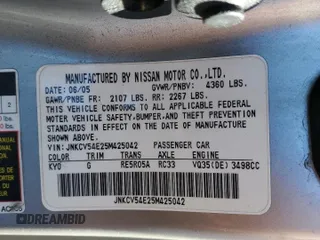 MANUFACTURED BY NISSAN MOTOR CO.,LTD.
DATE: 06/05 GVWR/PNBV: 4360 LBS.
GAWR/PNBE FR: 2107 LBS. RR: 2267 LBS.
THIS VEHICLE CONFORMS TO ALL APPLICABLE FEDERAL
MOTOR VEHICLE SAFETY, BUMPER, AND THEFT PREVENTION
STANDARDS IN EFFECT ON THE DATE OF MANUFACTURE
SHOWN ABOVE.
VIN: JNKCV54E25M425042 PASSENGER CAR
COLOR TRIM TRANS AXLE ENGINE
KY0 G RE5R05A RC33 VQ35(DE) 3498CC
JNKCV54E25M425042
© DREAMBID.COM